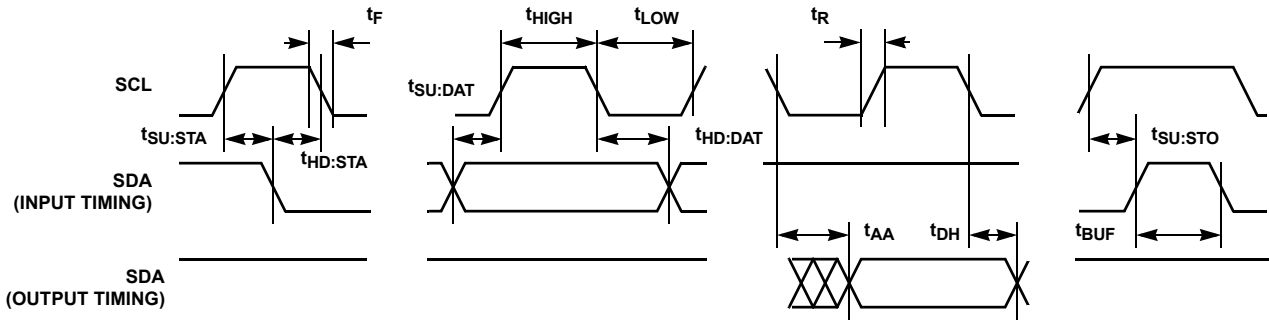 tF
tHIGH
tLOW
tR
SCL
tSU:DAT
tSU:STA
tHD:STA
tHD:DAT
tSU:STO
SDA
(INPUT TIMING)
tAA
tDH
tBUF
SDA
(OUTPUT TIMING)